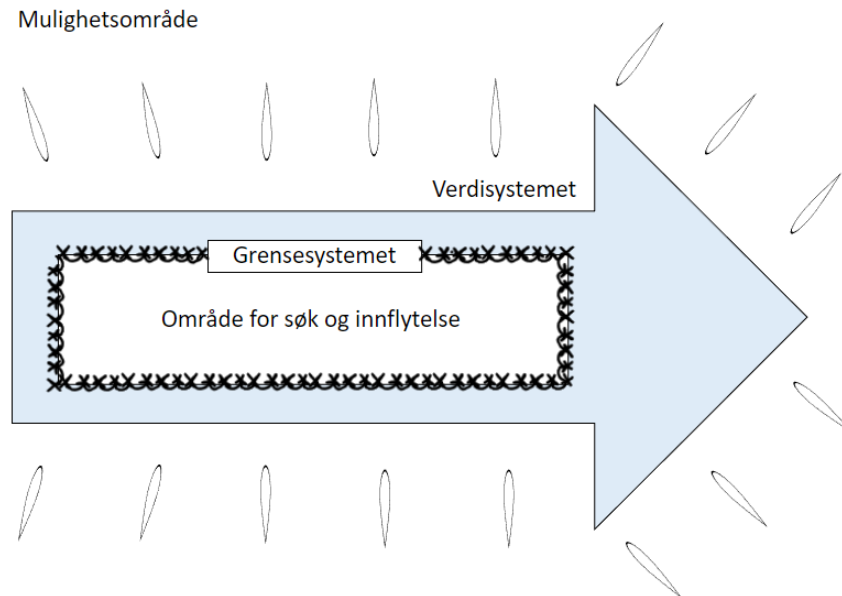 Mulighetsområde
Verdisystemet
Grensesystemet
Område for søk og innflytelse